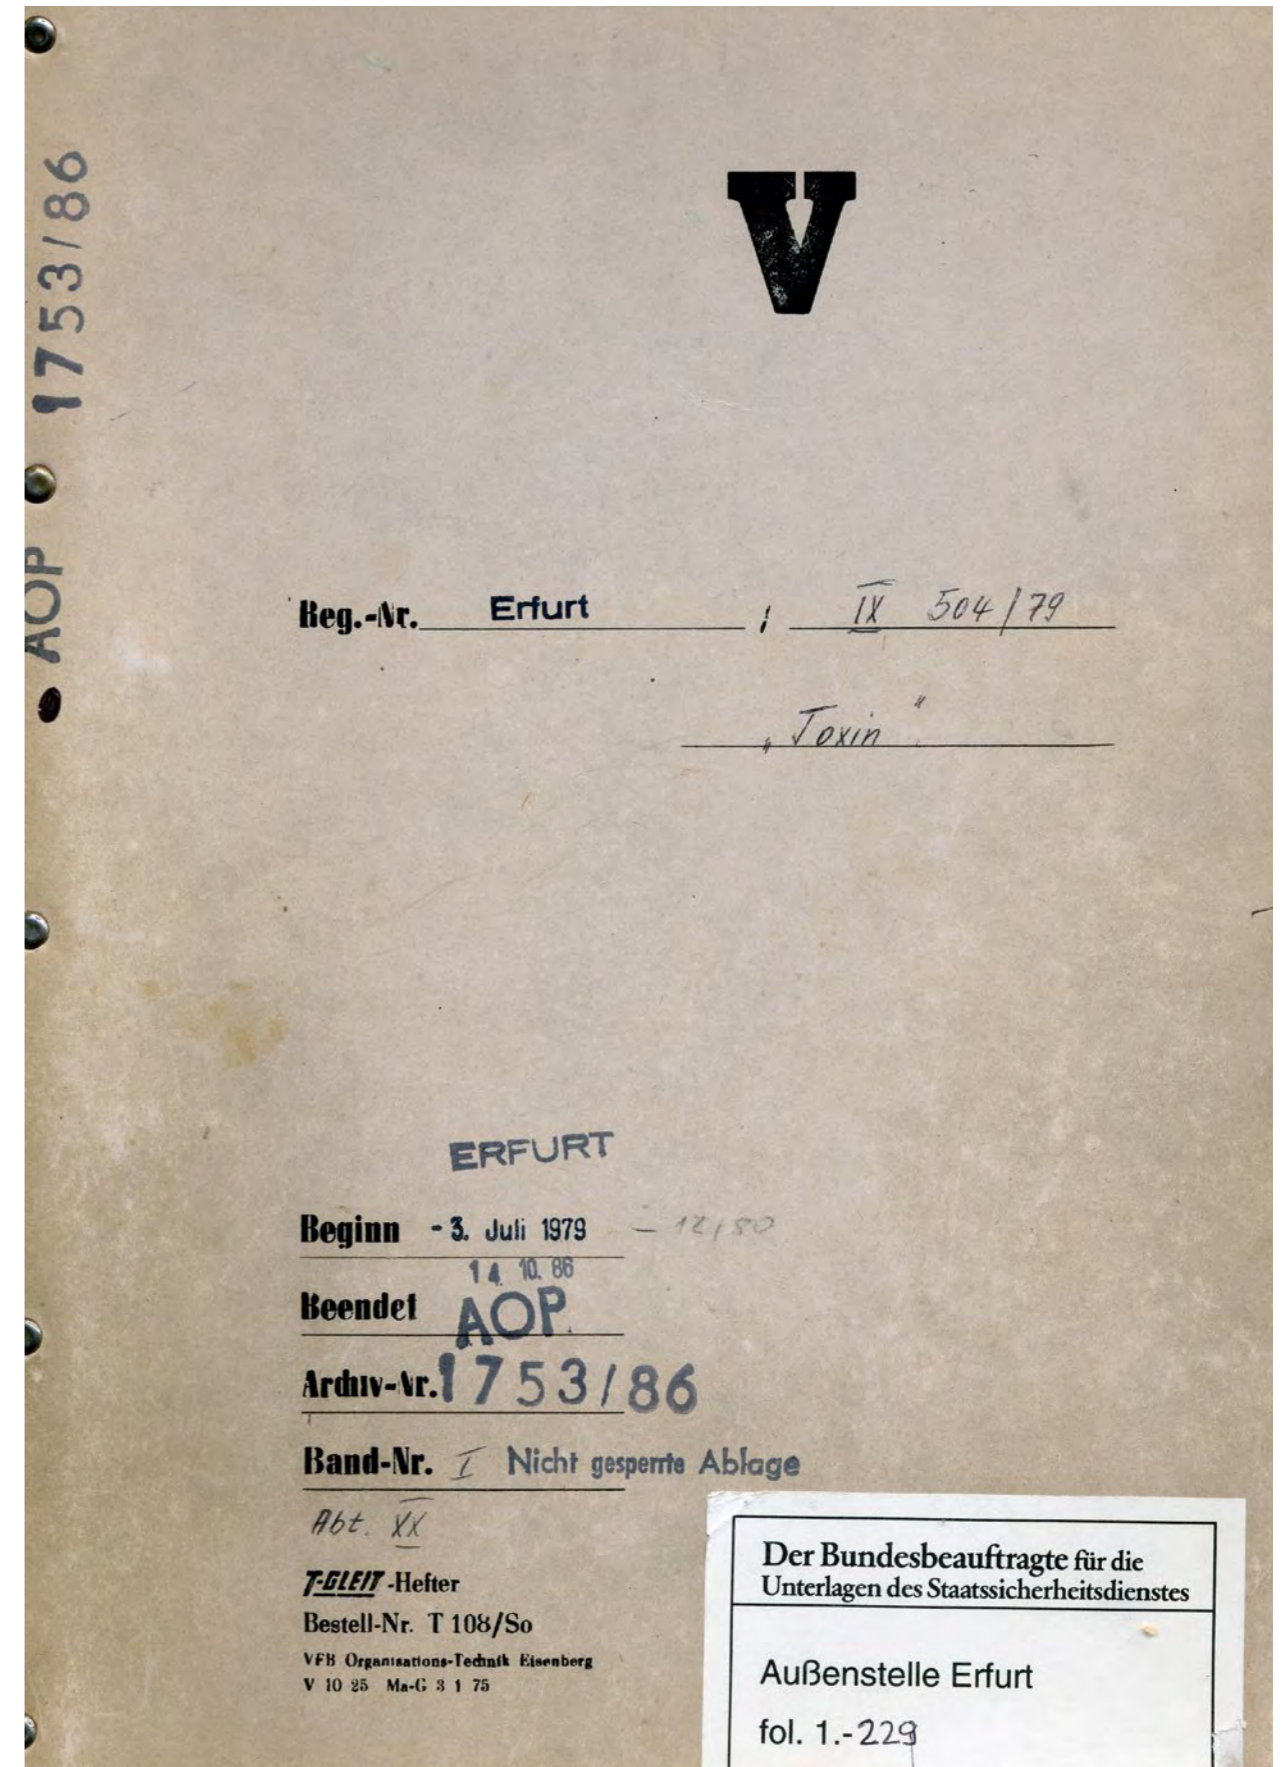 AOP 1753/86
V
Reg.-Nr. Erfurt ; IX 504/79
„Toxin"
ERFURT
Beginn - 3. Juli 1979 - 12/80
14. 10. 86
Beendet AOP
Archiv-Nr. 1753/86
Band-Nr. I Nicht gesperrte Ablage
Abt. XX
T-GLEIT-Hefter
Bestell-Nr. T 108/So
VEB Organisations-Technik Eisenberg
V 10 25 Ma-G 3 1 75
Der Bundesbeauftragte für die
Unterlagen des Staatssicherheitsdienstes
Außenstelle Erfurt
fol. 1.-229